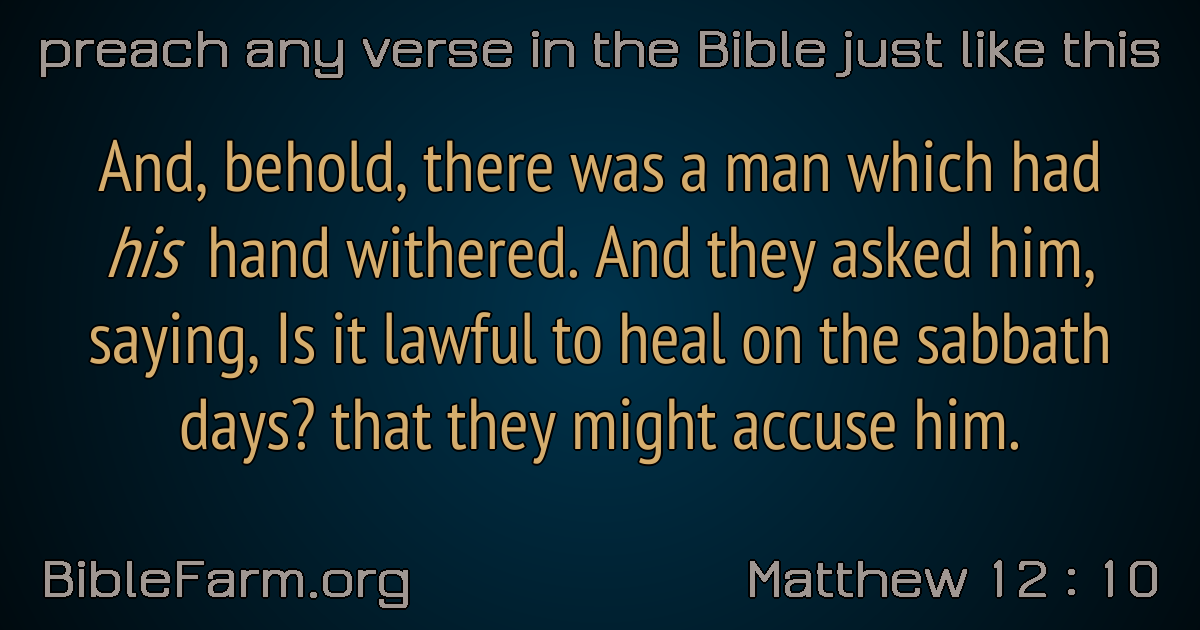 preach any verse in the Bible just like this
And, behold, there was a man which had
his hand withered. And they asked him,
saying, Is it lawful to heal on the sabbath
days? that they might accuse him.
BibleFarm.org
Matthew 12 : 10